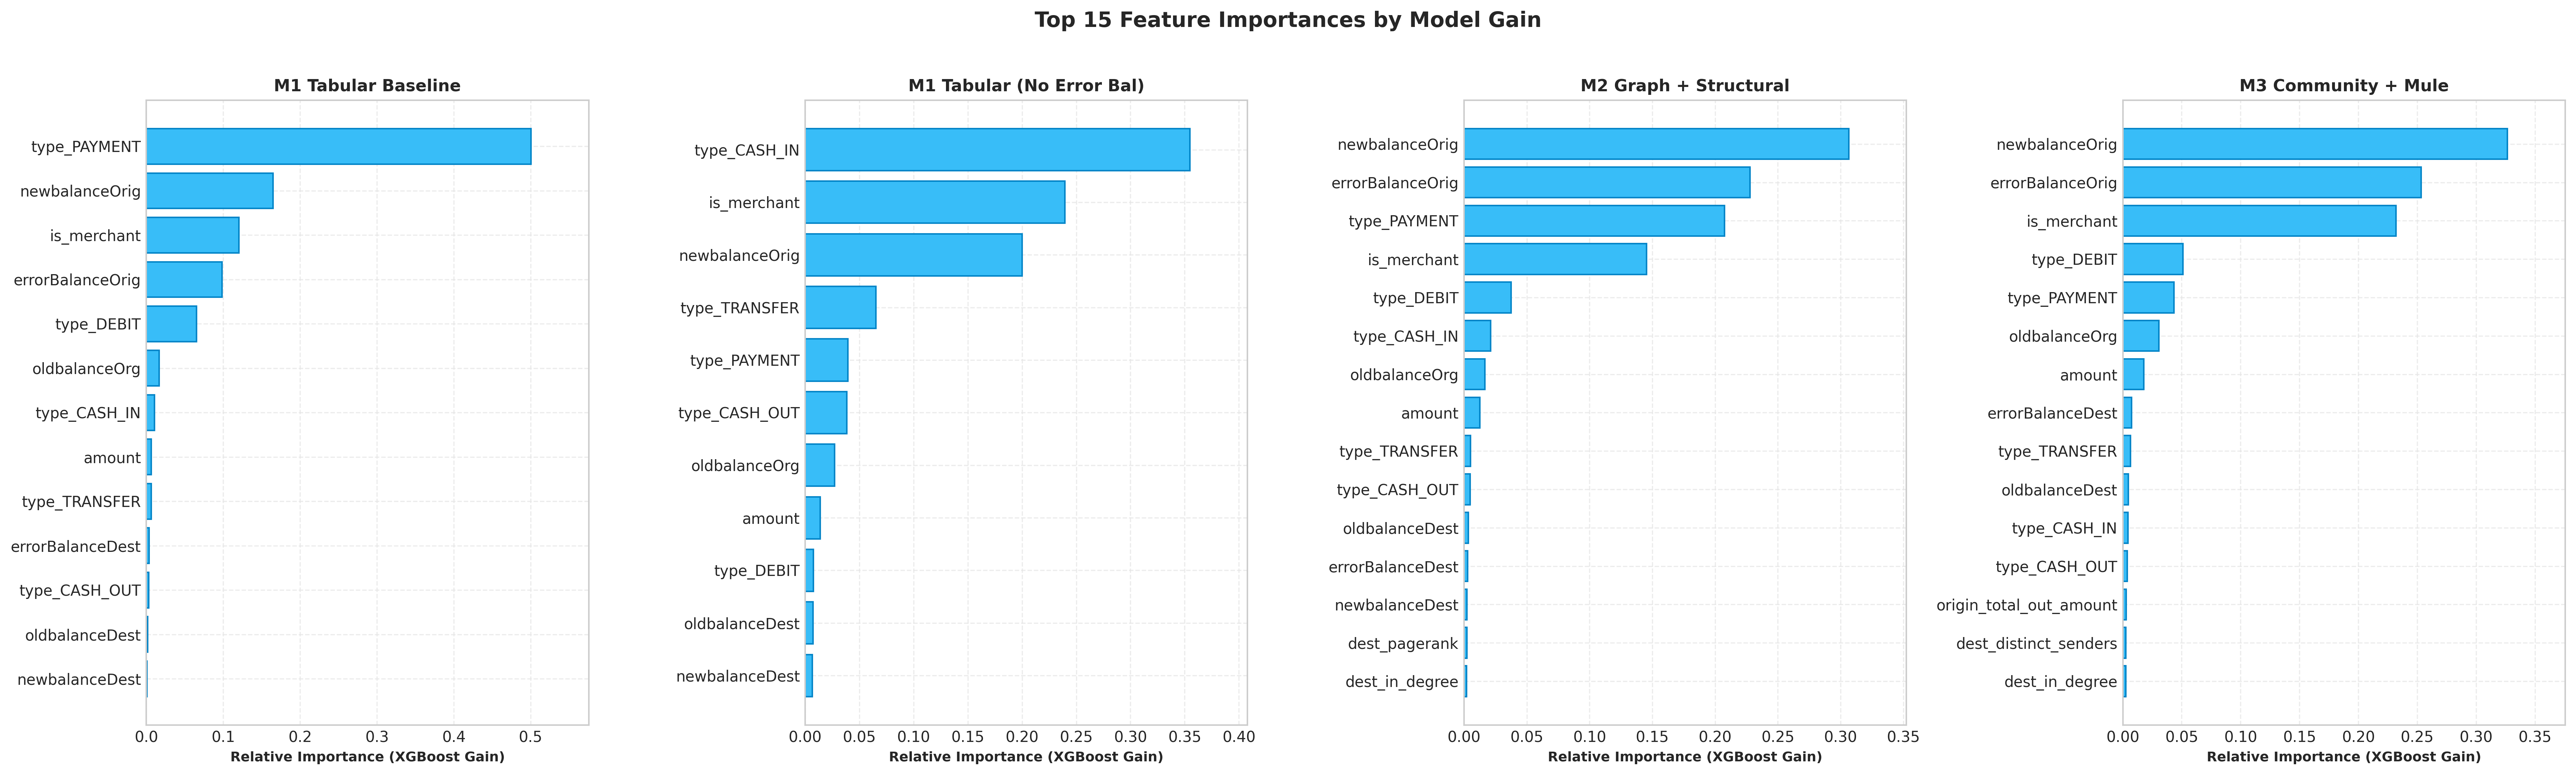 Top 15 Feature Importances by Model Gain
M1 Tabular Baseline
type_PAYMENT
newbalanceOrig
is_merchant
errorBalanceOrig
type_DEBIT
oldbalanceOrg
type_CASH_IN
amount
type_TRANSFER
errorBalanceDest
type_CASH_OUT
oldbalanceDest
newbalanceDest
0.0 0.1 0.2 0.3 0.4 0.5
Relative Importance (XGBoost Gain)
M1 Tabular (No Error Bal)
type_CASH_IN
is_merchant
newbalanceOrig
type_TRANSFER
type_PAYMENT
type_CASH_OUT
oldbalanceOrg
amount
type_DEBIT
oldbalanceDest
newbalanceDest
0.00 0.05 0.10 0.15 0.20 0.25 0.30 0.35 0.40
Relative Importance (XGBoost Gain)
M2 Graph + Structural
newbalanceOrig
errorBalanceOrig
type_PAYMENT
is_merchant
type_DEBIT
type_CASH_IN
oldbalanceOrg
amount
type_TRANSFER
type_CASH_OUT
oldbalanceDest
errorBalanceDest
newbalanceDest
dest_pagerank
dest_in_degree
0.00 0.05 0.10 0.15 0.20 0.25 0.30 0.35
Relative Importance (XGBoost Gain)
M3 Community + Mule
newbalanceOrig
errorBalanceOrig
is_merchant
type_DEBIT
type_PAYMENT
oldbalanceOrg
amount
errorBalanceDest
type_TRANSFER
oldbalanceDest
type_CASH_IN
type_CASH_OUT
origin_total_out_amount
dest_distinct_senders
dest_in_degree
0.00 0.05 0.10 0.15 0.20 0.25 0.30 0.35
Relative Importance (XGBoost Gain)